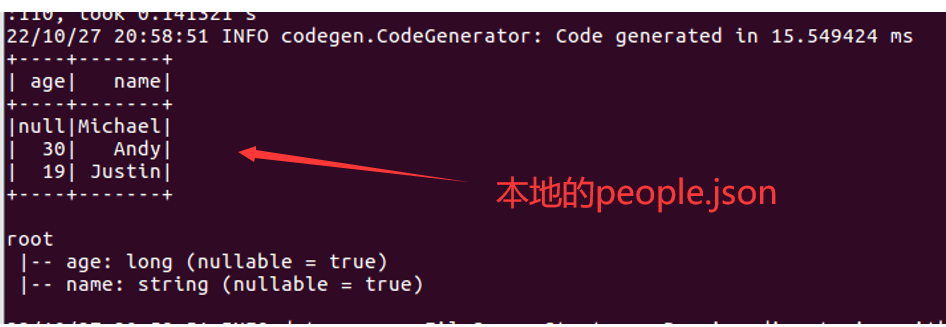 :110, took 0.141321 s
22/10/27 20:58:51 INFO codegen.CodeGenerator: Code generated in 15.549424 ms
+----+-------+
| age|   name|
+----+-------+
|null|Michael|
|  30|   Andy|
|  19| Justin|
+----+-------+
本地的people.json
root
 |-- age: long (nullable = true)
 |-- name: string (nullable = true)